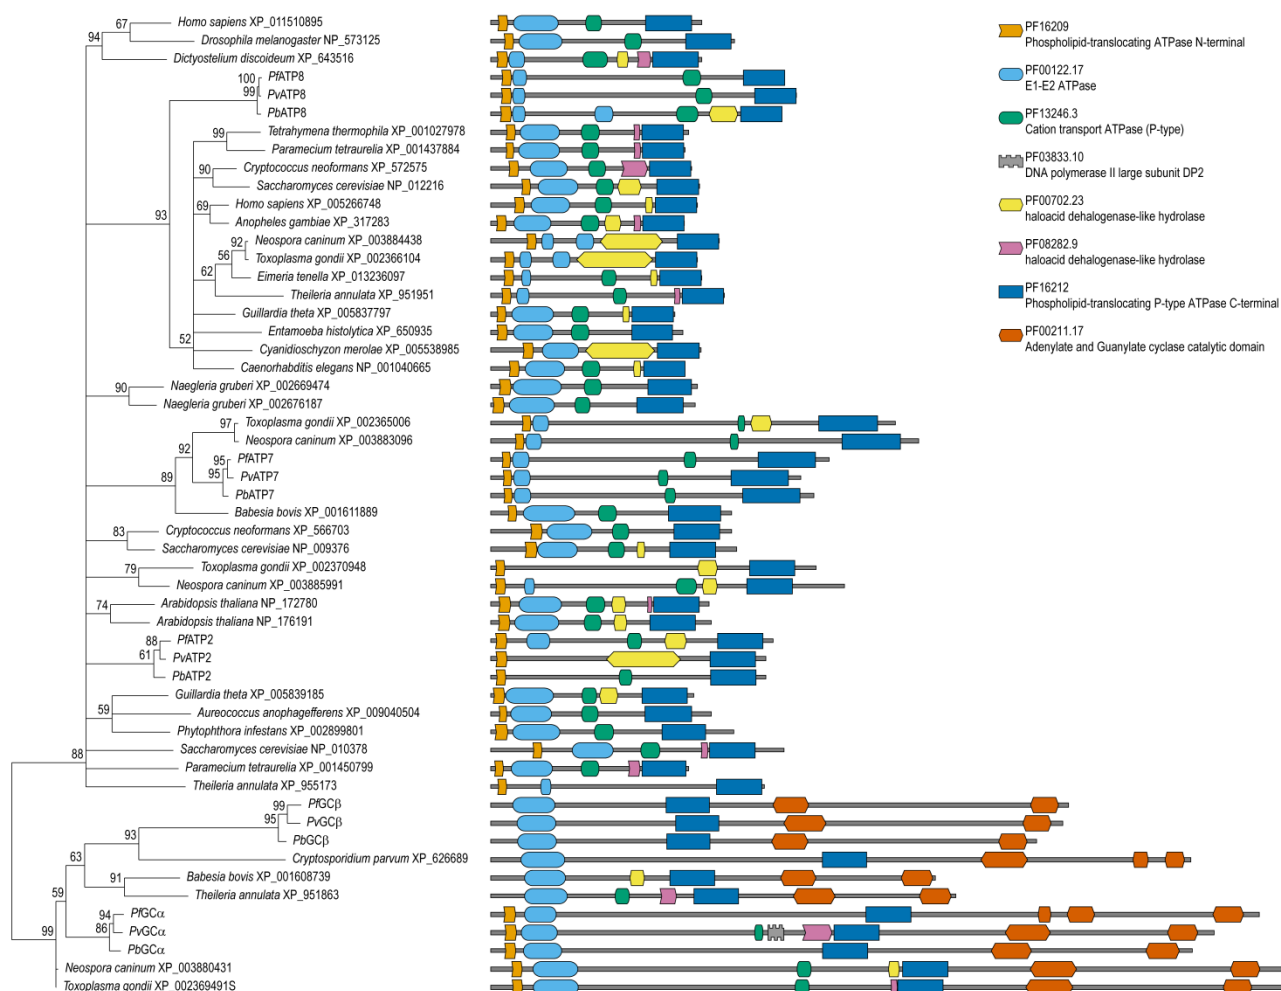 Homo sapiens XP_011510895
67
94
Drosophila melanogaster NP_573125
Dictyostelium discoideum XP_643516
PfATP8
100
99
PvATP8
PbATP8
Tetrahymena thermophila XP_001027978
99
Paramecium tetraurelia XP_001437884
Cryptococcus neoformans XP_572575
90
Saccharomyces cerevisiae NP_012216
Homo sapiens XP_005266748
93
69
Anopheles gambiae XP_317283
Neospora caninum XP_003884438
92
Toxoplasma gondii XP_002366104
56
62
Eimeria tenella XP_013236097
Theileria annulata XP_951951
Guillardia theta XP_005837797
Entamoeba histolytica XP_650935
52
Cyanidioschyzon merolae XP_005538985
Caenorhabditis elegans NP_001040665
Naegleria gruberi XP_002669474
90
Naegleria gruberi XP_002676187
Toxoplasma gondii XP_002365006
97
Neospora caninum XP_003883096
92
PfATP7
95
89
95
PvATP7
PbATP7
Babesia bovis XP_001611889
Cryptococcus neoformans XP_566703
83
Saccharomyces cerevisiae NP_009376
Toxoplasma gondii XP_002370948
79
Neospora caninum XP_003885991
Arabidopsis thaliana NP_172780
74
Arabidopsis thaliana NP_176191
PfATP2
88
61
PvATP2
PbATP2
Guillardia theta XP_005839185
59
Aureococcus anophagefferens XP_009040504
Phytophthora infestans XP_002899801
Saccharomyces cerevisiae NP_010378
88
Paramecium tetraurelia XP_001450799
Theileria annulata XP_955173
PfGCβ
99
95
PvGCβ
93
PbGCβ
Cryptosporidium parvum XP_626689
63
Babesia bovis XP_001608739
91
59
Theileria annulata XP_951863
PfGCα
94
86
PvGCα
99
PbGCα
Neospora caninum XP_003880431
Toxoplasma gondii XP_002369491S
PF16209
Phospholipid-translocating ATPase N-terminal
PF00122.17
E1-E2 ATPase
PF13246.3
Cation transport ATPase (P-type)
PF03833.10
DNA polymerase II large subunit DP2
PF00702.23
haloacid dehalogenase-like hydrolase
PF08282.9
haloacid dehalogenase-like hydrolase
PF16212
Phospholipid-translocating P-type ATPase C-terminal
PF00211.17
Adenylate and Guanylate cyclase catalytic domain